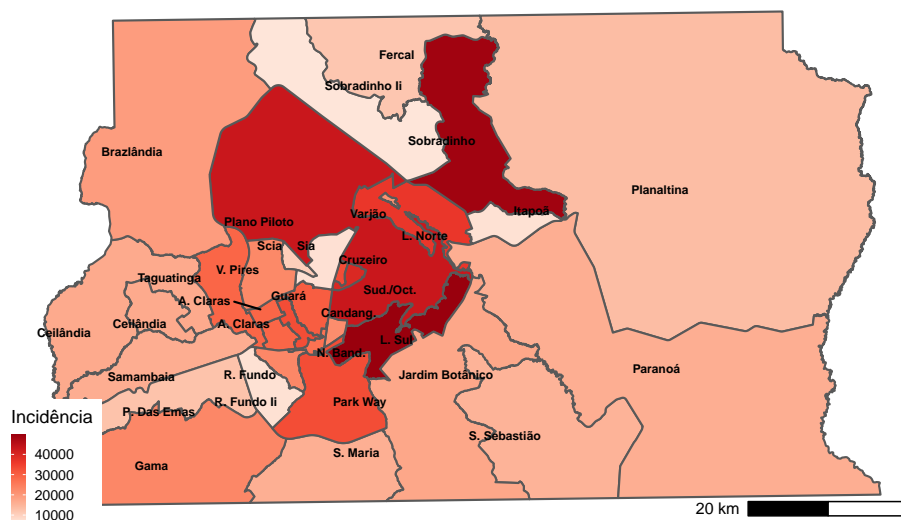 Fercal
Sobradinho Ii
Sobradinho
Brazlândia
Planaltina
Itapoã
Varjão
Plano Piloto
L. Norte
Scia
Sia
Cruzeiro
V. Pires
Taguatinga
Sud./Oct.
Guará
A. Claras
Candang.
A. Claras
Ceilândia
Ceilândia
L. Sul
N. Band.
Paranoá
Jardim Botânico
R. Fundo
Samambaia
Park Way
R. Fundo Ii
P. Das Emas
S. Sebastião
S. Maria
Gama
Incidência
40000
30000
20000
10000
20 km